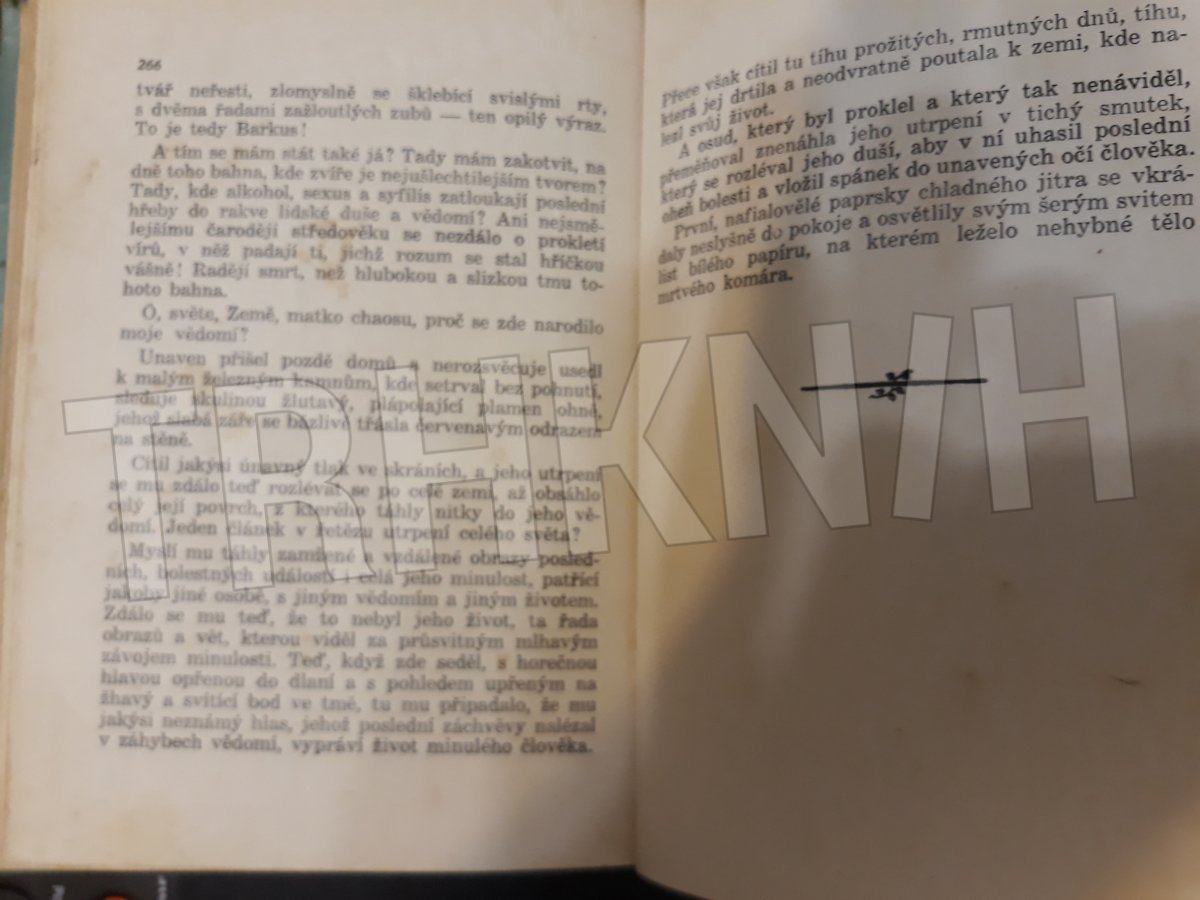 266
tvář neřesti, zlomyslně se šklebící svislými rty,
s dvěma řadami zažloutlých zubů — ten opilý výraz.
To je tedy Barkus!
A tím se mám stát také já? Tady mám zakotvit, na
dně toho bahna, kde zvíře je nejušlechtilejším tvorem?
Tady, kde alkohol, sexus a syfilis zatloukají poslední
hřeby do rakve lidské duše a vědomí? Ani nejsmě-
lejšímu čaroději středověku se nezdálo o prokletí
vírů, v něž padají ti, jichž rozum se stal hříčkou
vášně! Raději smrt, než hlubokou a slizkou tmu to-
hoto bahna.
Ó, světe, Země, matko chaosu, proč se zde narodilo
moje vědomí?
Unaven přišel pozdě domů a nerozsvěcuje usedl
k malým železným kamnům, kde setrval bez pohnutí,
sleduje skulinou žlutavý, plápolající plamen ohně,
jehož slabá záře se bázlivě třásla červenavým odrazem
na stěně.
Cítil jakýsi únavný tlak ve skráních, a jeho utrpení
se mu zdálo teď rozlévat se po celé zemi, až obsáhlo
celý její povrch, z kterého táhly nitky do jeho vě-
domí. Jeden článek v řetězu utrpení celého světa?
Myslí mu táhly zamžené a vzdálené obrazy posled-
ních, bolestných událostí i celá jeho minulost, patřící
jakoby jiné osobě, s jiným vědomím a jiným životem.
Zdálo se mu teď, že to nebyl jeho život, ta řada
obrazů a vět, kterou viděl za průsvitným mlhavým
závojem minulosti. Teď, když zde seděl, s horečnou
hlavou opřenou do dlaní a s pohledem upřeným na
žhavý a svítící bod ve tmě, tu mu připadalo, že mu
jakýsi neznámý hlas, jehož poslední záchvěvy nalézal
v záhybech vědomí, vypráví život minulého člověka.
Přece však cítil tu tíhu prožitých, rmutných dnů, tíhu,
která jej drtila a neodvratně poutala k zemi, kde na-
lezl svůj život.
A osud, který byl proklel a který tak nenáviděl,
přeměňoval znenáhla jeho utrpení v tichý smutek,
který se rozléval jeho duší, aby v ní uhasil poslední
oheň bolesti a vložil spánek do unavených očí člověka.
První, nafialovělé paprsky chladného jitra se vkrá-
daly neslyšně do pokoje a osvětlily svým šerým svitem
list bílého papíru, na kterém leželo nehybné tělo
mrtvého komára.
TREKNIH